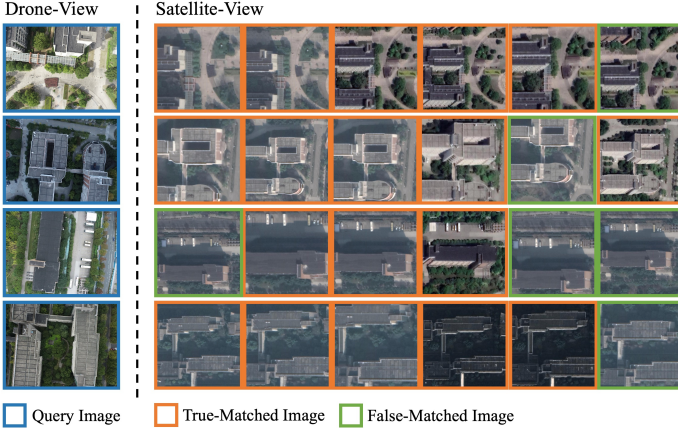 Drone-View
Satellite-View
Query Image
True-Matched Image
False-Matched Image